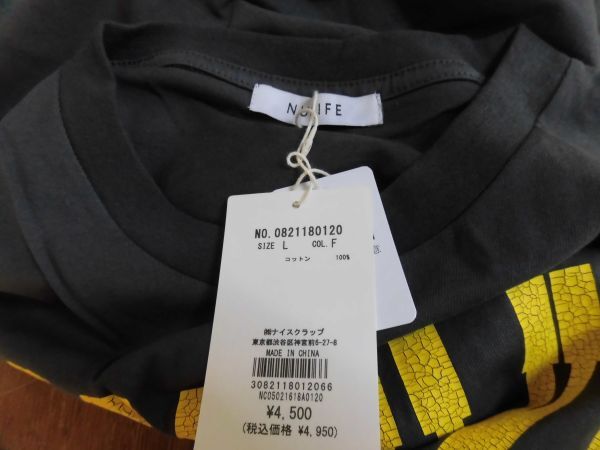 NO.0821180120
SIZE L COL. F
コットン 100%
㈱ナイスクラップ
東京都渋谷区神宮前6-27-8
MADE IN CHINA
3082118012066
NC05021618A0120
¥4,500
(税込価格 ¥4,950)